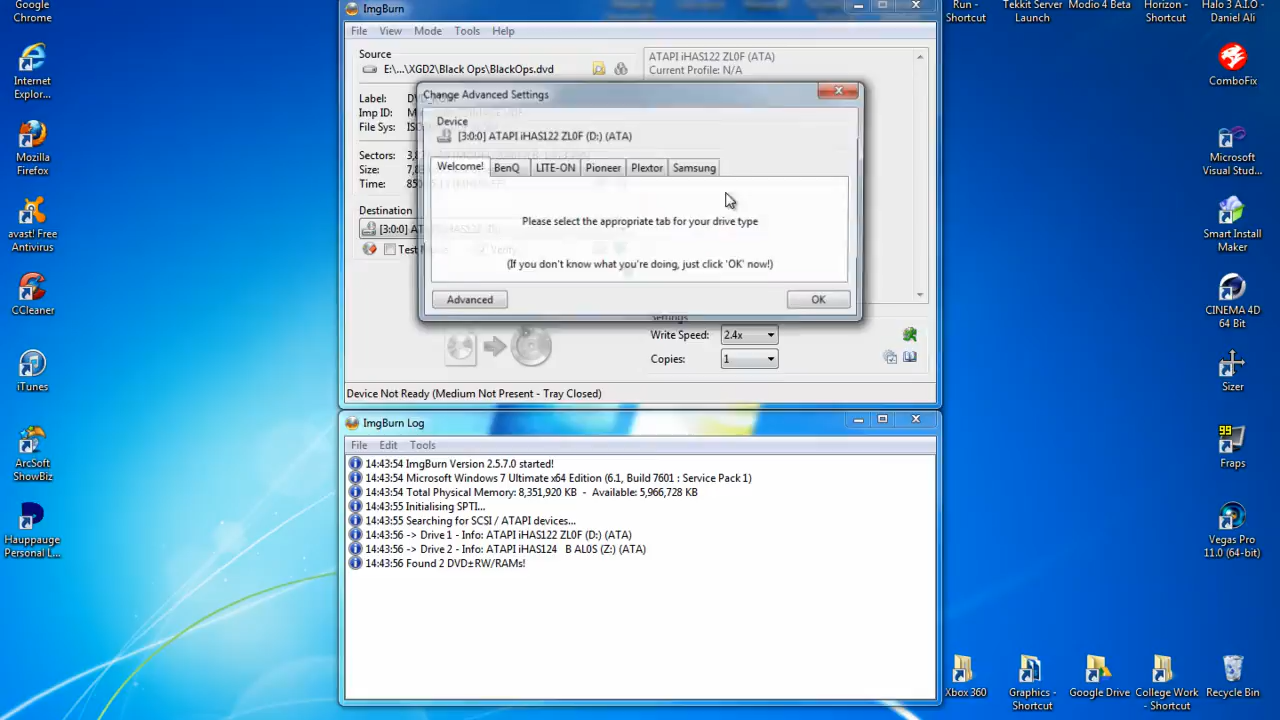 Google
Chrome
Internet
Explor...
Mozilla
Firefox
avast! Free
Antivirus
CCleaner
iTunes
ArcSoft
ShowBiz
Hauppauge
Personal L...
ImgBurn
File View Mode Tools Help
Source
E:\...\XGD2\Black Ops\BlackOps.dvd
ATAPI iHAS122 ZL0F (ATA)
Current Profile: N/A
Label:
Imp ID:
File Sys:
Sectors:
Size:
Time:
Destination
Change Advanced Settings
Device
[3:0:0] ATAPI iHAS122 ZL0F (D:) (ATA)
Welcome! BenQ LITE-ON Pioneer Plextor Samsung
Please select the appropriate tab for your drive type
(If you don't know what you're doing, just click 'OK' now!)
Advanced OK
Settings
Write Speed: 2.4x
Copies: 1
Device Not Ready (Medium Not Present - Tray Closed)
ImgBurn Log
File Edit Tools
14:43:54 ImgBurn Version 2.5.7.0 started!
14:43:54 Microsoft Windows 7 Ultimate x64 Edition (6.1, Build 7601 : Service Pack 1)
14:43:54 Total Physical Memory: 8,351,920 KB - Available: 5,966,728 KB
14:43:55 Initialising SPTI...
14:43:55 Searching for SCSI / ATAPI devices...
14:43:56 -> Drive 1 - Info: ATAPI iHAS122 ZL0F (D:) (ATA)
14:43:56 -> Drive 2 - Info: ATAPI iHAS124 B AL0S (Z:) (ATA)
14:43:56 Found 2 DVD±RW/RAMs!
Run -
Shortcut
Tekkit Server
Launch
Modio 4 Beta
Horizon -
Shortcut
Halo 3 A.I.O -
Daniel Ali
ComboFix
Microsoft
Visual Stud...
Smart Install
Maker
CINEMA 4D
64 Bit
Sizer
99
Fraps
Vegas Pro
11.0 (64-bit)
Xbox 360
Graphics -
Shortcut
Google Drive
College Work
- Shortcut
Recycle Bin